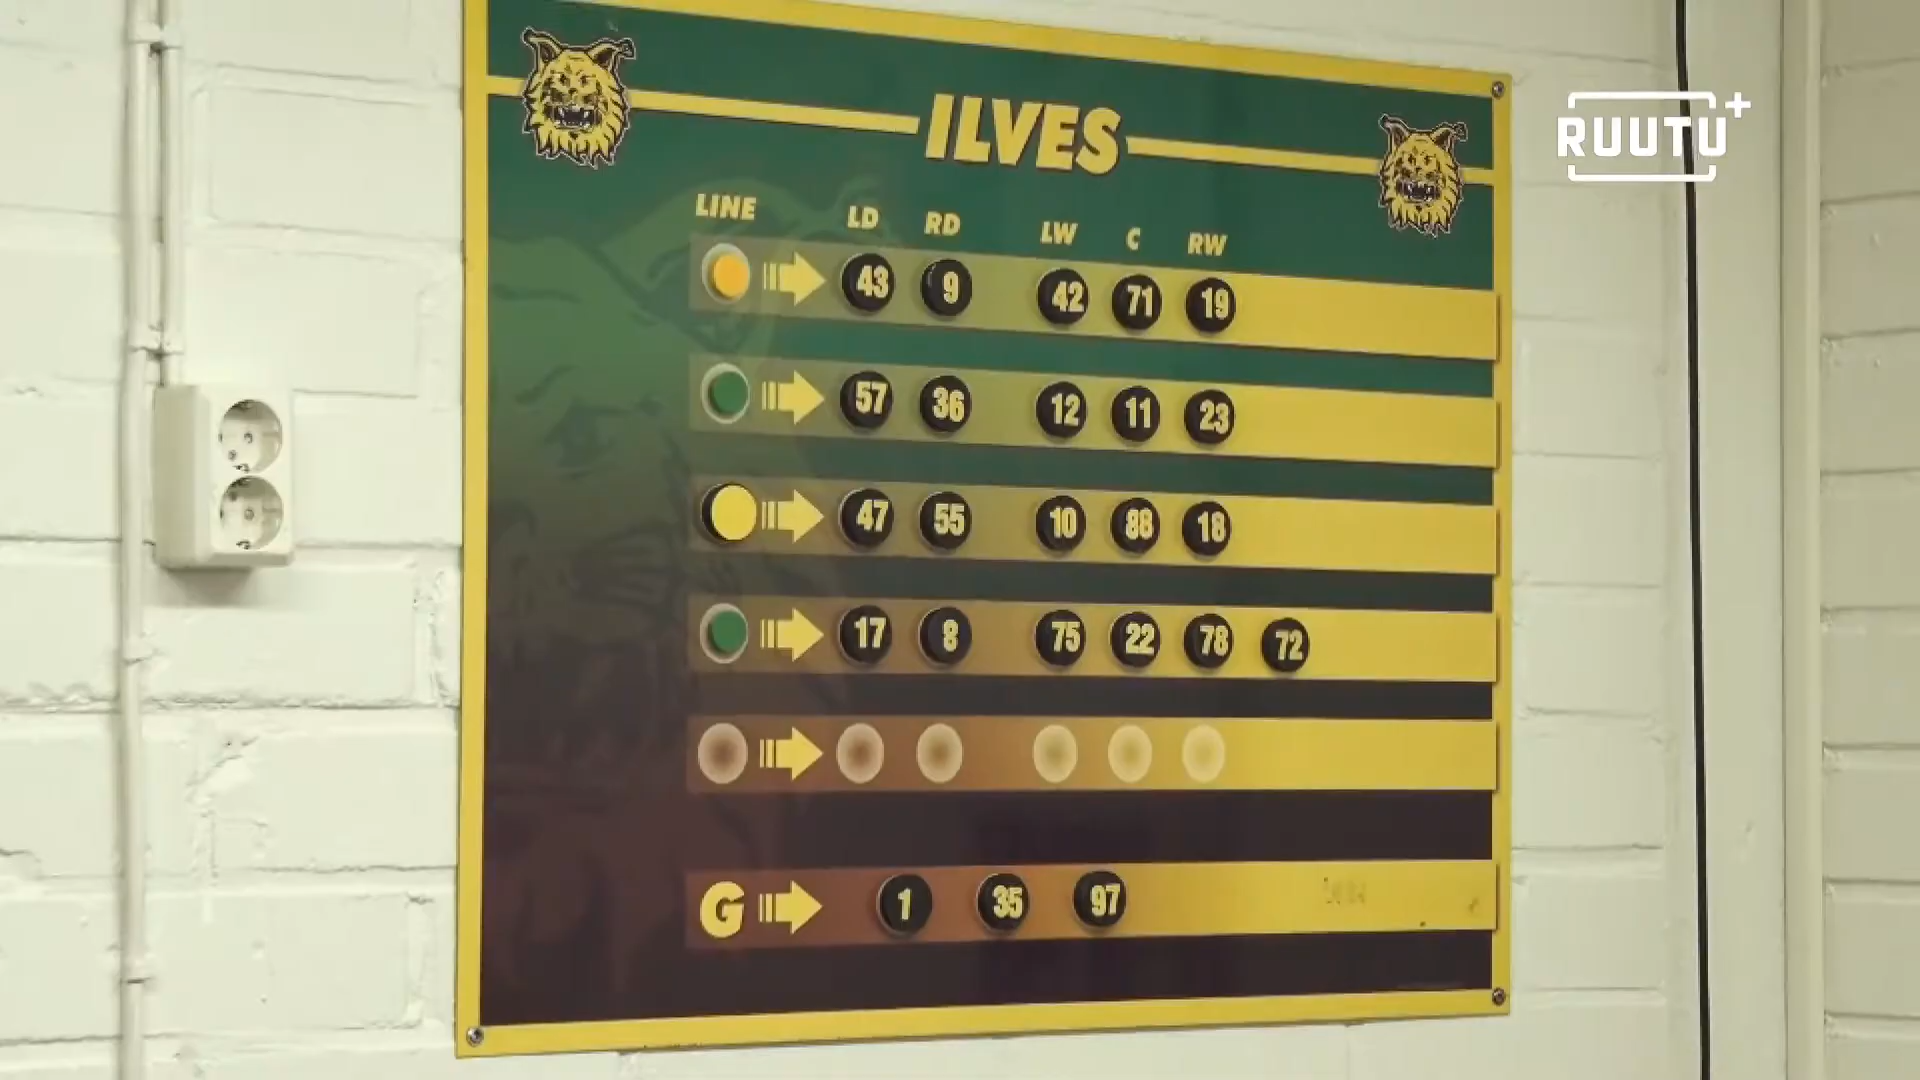 RUUTU+
ILVES
LINE LD RD LW C RW
43 9 42 71 19
57 36 12 11 23
47 55 10 88 18
17 8 75 22 78 72
G 1 35 97